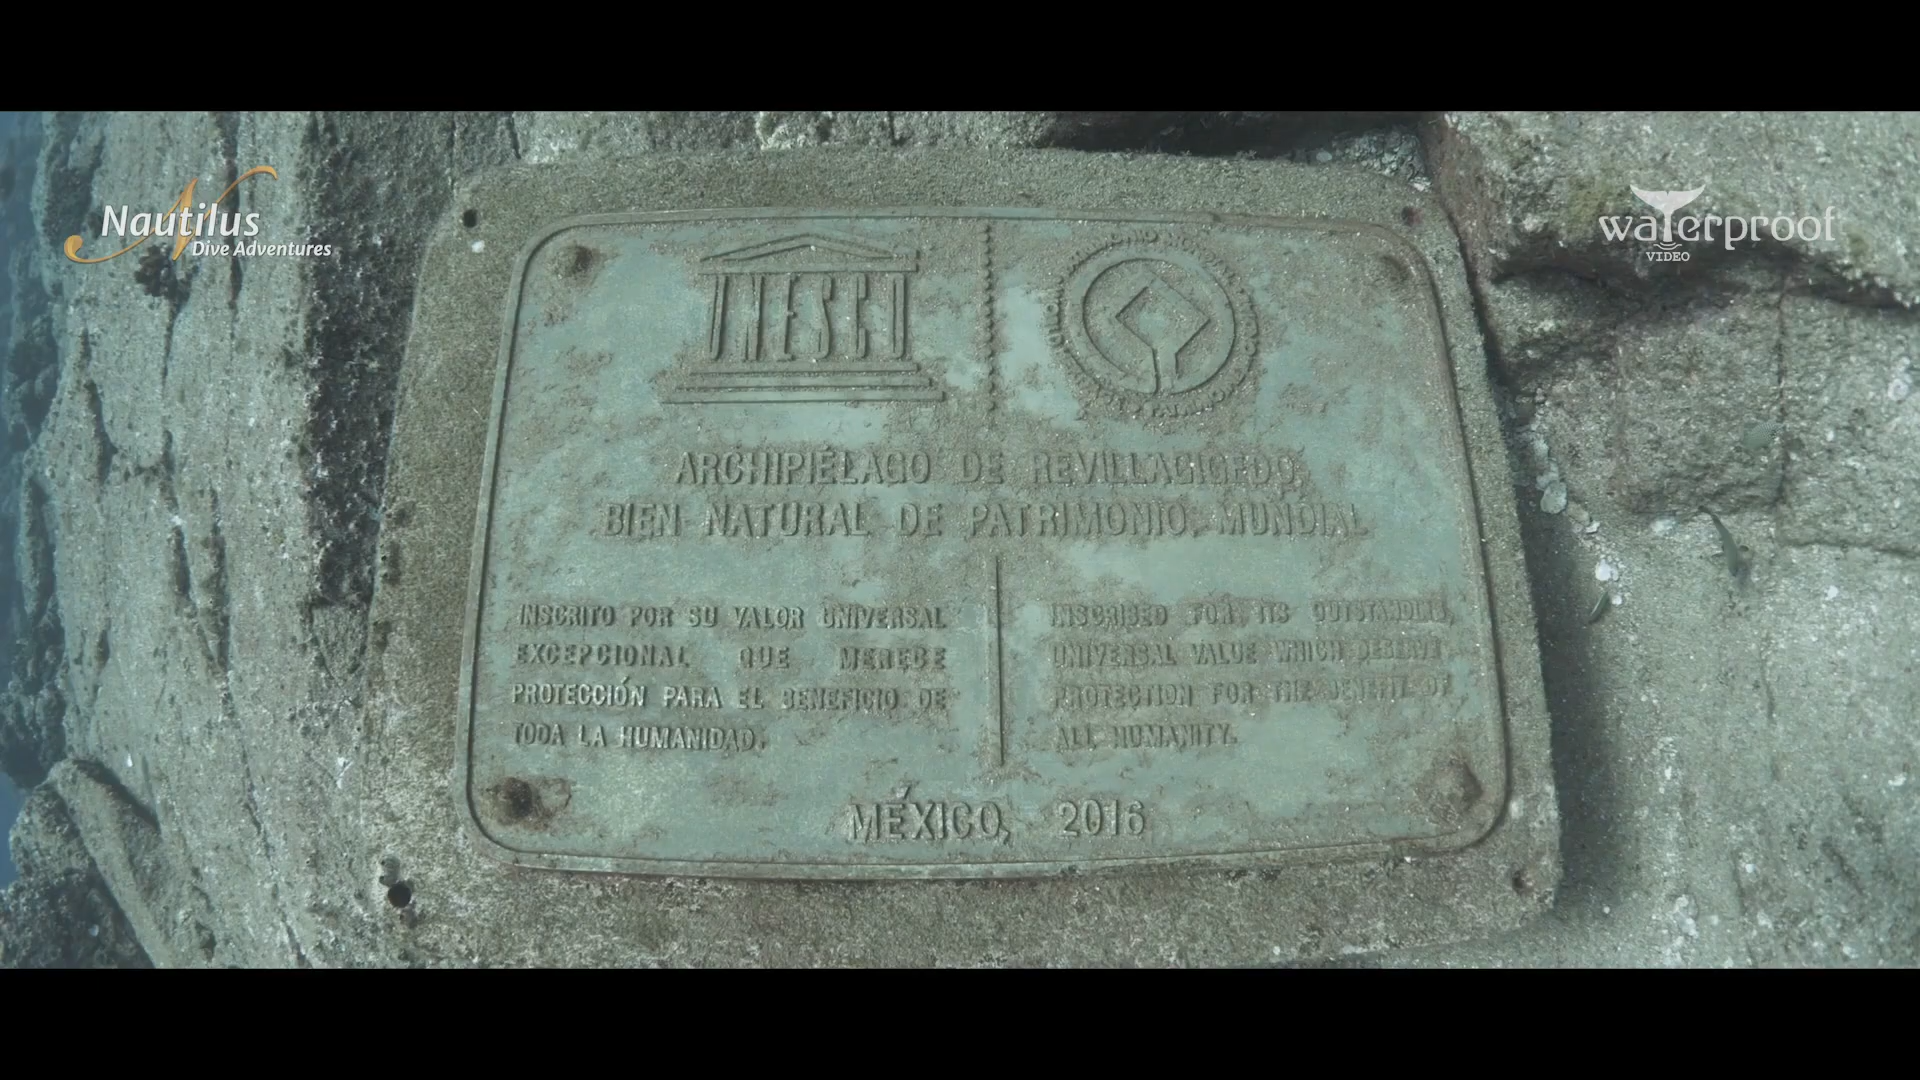 Nautilus
Dive Adventures
waterproof
VIDEO
UNESCO
ARCHIPIÉLAGO DE REVILLAGIGEDO,
BIEN NATURAL DE PATRIMONIO MUNDIAL
INSCRITO POR SU VALOR UNIVERSAL
EXCEPCIONAL QUE MERECE
PROTECCIÓN PARA EL BENEFICIO DE
TODA LA HUMANIDAD.
INSCRIBED FOR ITS OUTSTANDING
UNIVERSAL VALUE WHICH DESERVE
PROTECTION FOR THE BENEFIT OF
ALL HUMANITY.
MÉXICO, 2016